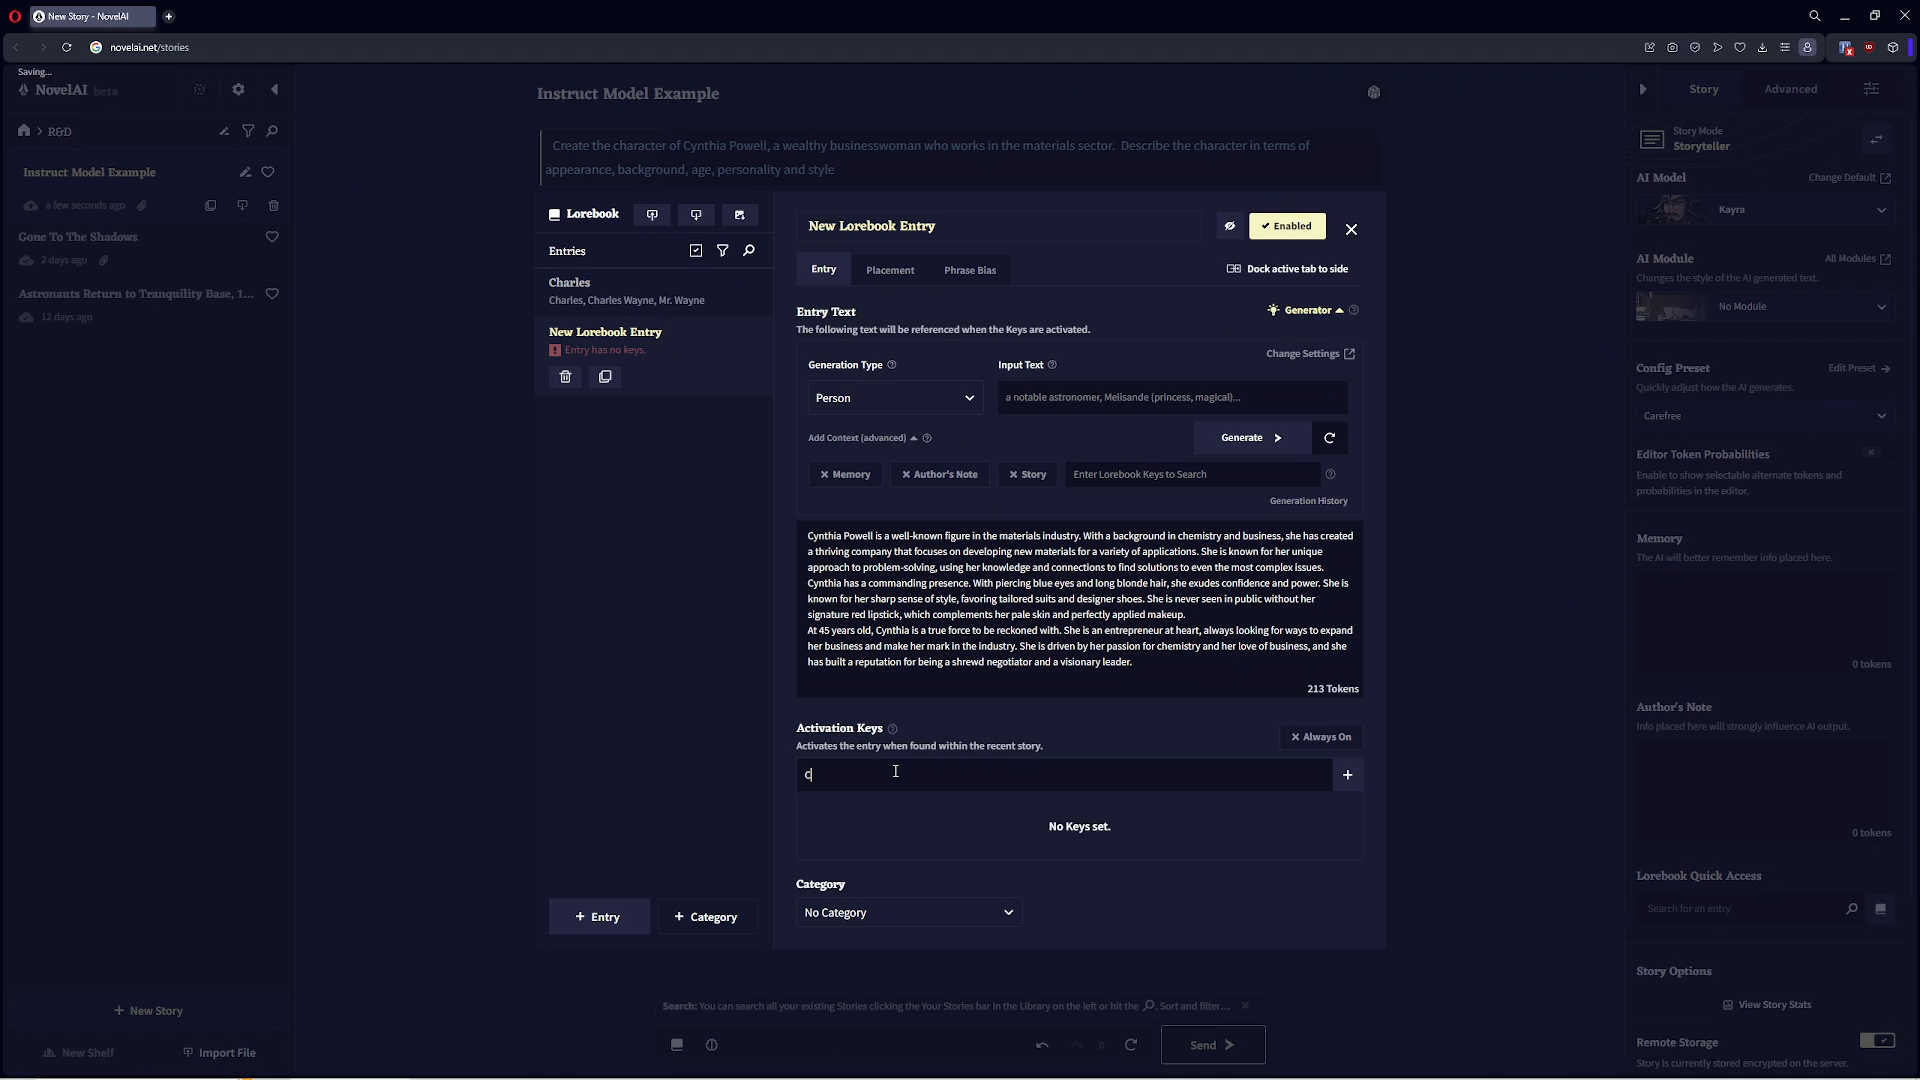 New Story - NovelAI
novelai.net/stories
Saving...
NovelAI beta
R&D
Instruct Model Example
a few seconds ago
Gone To The Shadows
2 days ago
Astronauts Return to Tranquility Base, 1...
12 days ago
New Story
New Shelf
Import File
Instruct Model Example
Create the character of Cynthia Powell, a wealthy businesswoman who works in the materials sector. Describe the character in terms of
appearance, background, age, personality and style
Lorebook
Entries
Charles
Charles, Charles Wayne, Mr. Wayne
New Lorebook Entry
Entry has no keys.
+ Entry
+ Category
New Lorebook Entry
Enabled
Entry
Placement
Phrase Bias
Dock active tab to side
Entry Text
Generator
The following text will be referenced when the Keys are activated.
Change Settings
Generation Type
Input Text
Person
a notable astronomer, Melisande (princess, magical)...
Add Context (advanced)
Generate
Memory
Author's Note
Story
Enter Lorebook Keys to Search
Generation History
Cynthia Powell is a well-known figure in the materials industry. With a background in chemistry and business, she has created
a thriving company that focuses on developing new materials for a variety of applications. She is known for her unique
approach to problem-solving, using her knowledge and connections to find solutions to even the most complex issues.
Cynthia has a commanding presence. With piercing blue eyes and long blonde hair, she exudes confidence and power. She is
known for her sharp sense of style, favoring tailored suits and designer shoes. She is never seen in public without her
signature red lipstick, which complements her pale skin and perfectly applied makeup.
At 45 years old, Cynthia is a true force to be reckoned with. She is an entrepreneur at heart, always looking for ways to expand
her business and make her mark in the industry. She is driven by her passion for chemistry and her love of business, and she
has built a reputation for being a shrewd negotiator and a visionary leader.
213 Tokens
Activation Keys
Always On
Activates the entry when found within the recent story.
c
No Keys set.
Category
No Category
Search: You can search all your existing Stories clicking the Your Stories bar in the Library on the left or hit the . Sort and filter...
0
Send
Story
Advanced
Story Mode
Storyteller
AI Model
Change Default
Kayra
AI Module
All Modules
Changes the style of the AI generated text.
No Module
Config Preset
Edit Preset
Quickly adjust how the AI generates.
Carefree
Editor Token Probabilities
Enable to show selectable alternate tokens and
probabilities in the editor.
Memory
The AI will better remember info placed here.
0 tokens
Author's Note
Info placed here will strongly influence AI output.
0 tokens
Lorebook Quick Access
Search for an entry
Story Options
View Story Stats
Remote Storage
Story is currently stored encrypted on the server.